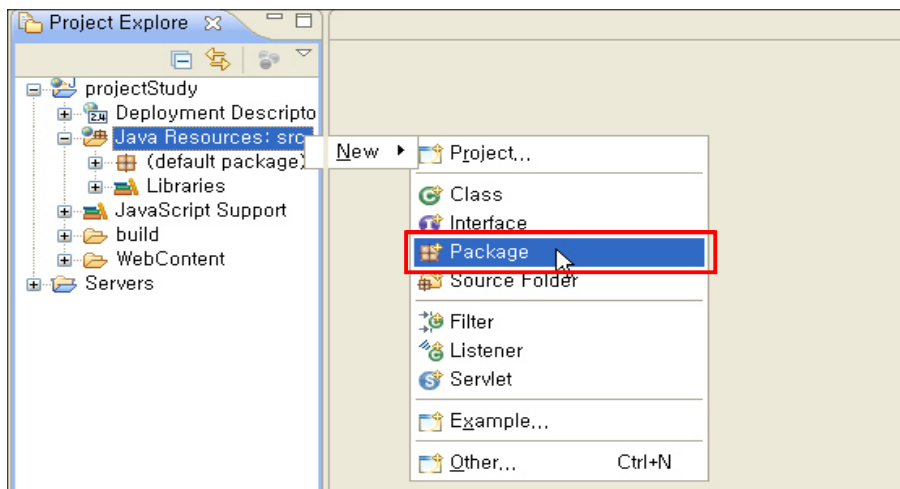 Project Explore
projectStudy
Deployment Descripto
Java Resources: src
(default package)
Libraries
JavaScript Support
build
WebContent
Servers
New
Project...
Class
Interface
Package
Source Folder
Filter
Listener
Servlet
Example...
Other... Ctrl+N